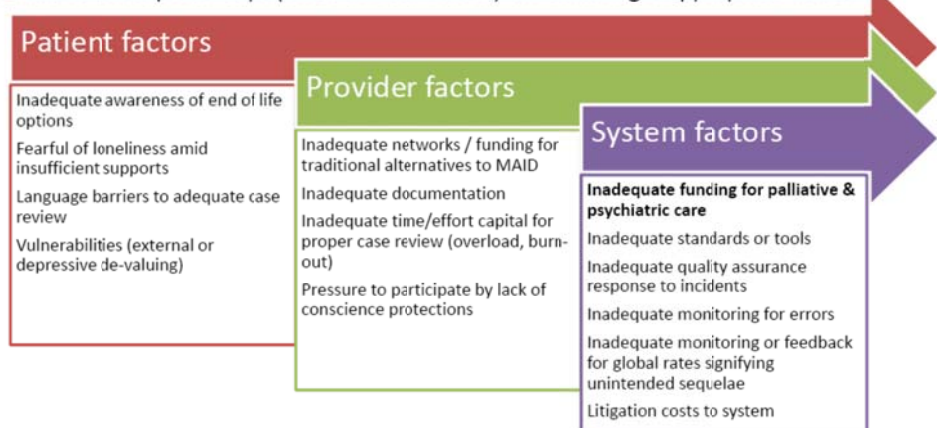 Patient factors
Inadequate awareness of end of life
options
Fearful of loneliness amid
insufficient supports
Language barriers to adequate case
review
Vulnerabilities (external or
depressive de-valuing)
Provider factors
Inadequate networks / funding for
traditional alternatives to MAID
Inadequate documentation
Inadequate time/effort capital for
proper case review (overload, burn-
out)
Pressure to participate by lack of
conscience protections
System factors
Inadequate funding for palliative &
psychiatric care
Inadequate standards or tools
Inadequate quality assurance
response to incidents
Inadequate monitoring for errors
Inadequate monitoring or feedback
for global rates signifying
unintended sequelae
Litigation costs to system